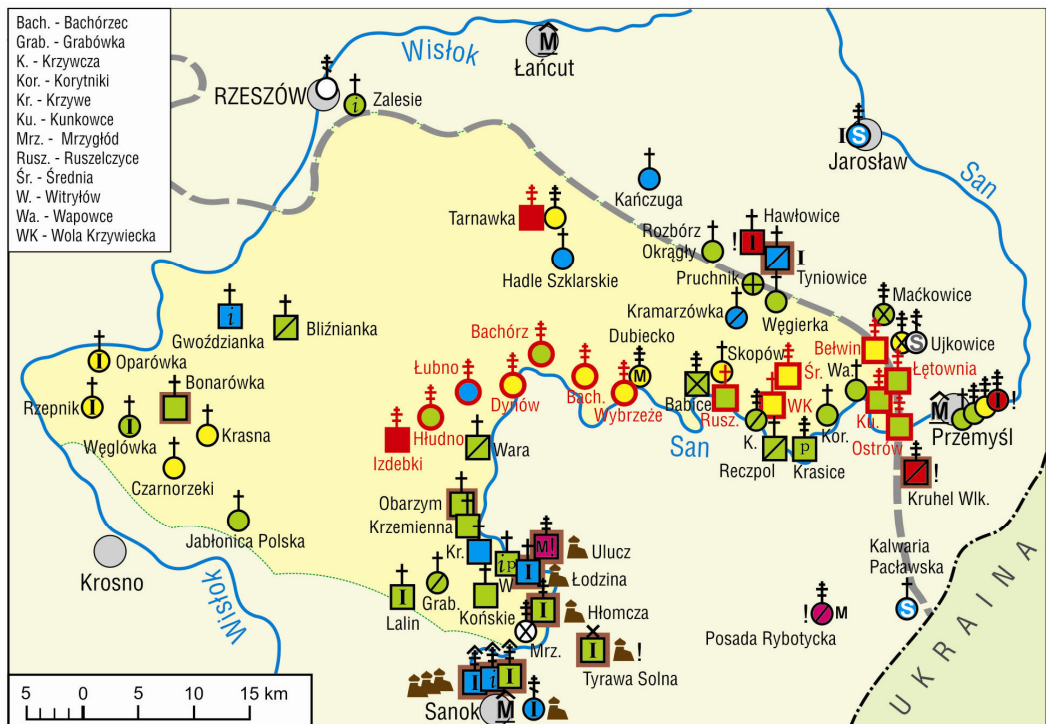 Bach. - Bachórzec
Grab. - Grabówka
K. - Krzywcza
Kor. - Korytniki
Kr. - Krzywe
Ku. - Kunkowce
Mrz. - Mrzygłód
Rusz. - Ruszelczyce
Śr. - Średnia
W. - Witryłów
Wa. - Wapowce
WK - Wola Krzywiecka
Wisłok
M
Łańcut
RZESZÓW
i
Zalesie
I S
Jarosław
San
Kańczuga
Tarnawka
Hadle Szklarskie
Rozbórz
Okrągły
Hawłowice
! I
I
Tyniowice
Pruchnik
Kramarzówka
Węgierka
Maćkowice
S
Ujkowice
i
Gwoździanka
Bliźnianka
I
Oparówka
Bonarówka
I
Rzepnik
I
Węglówka
Krasna
Czarnorzeki
Jabłonica Polska
Krosno
Wisłok
Bachórz
Łubno
Dynów
Hłudno
Izdebki
Bach.
Wybrzeże
Dubiecko
M
Babice
Skopów
Rusz.
Śr.
WK
Bełwin
Wa.
Łętownia
Ku.
Ostrów
M
Przemyśl
I !
K.
Kor.
Reczpol
p
Krasice
San
!
Kruhel Wlk.
Wara
Obarzym
Krzemienna
Kr.
M!
Ulucz
i p
W
I
Łodzina
I
Lalin
Grab.
Końskie
I
Hłomcza
Mrz.
I
!
Tyrawa Solna
I i I
Sanok
M
I
Kalwaria
Pacławska
S
! M
Posada Rybotycka
UKRAINA
5 0 5 10 15 km